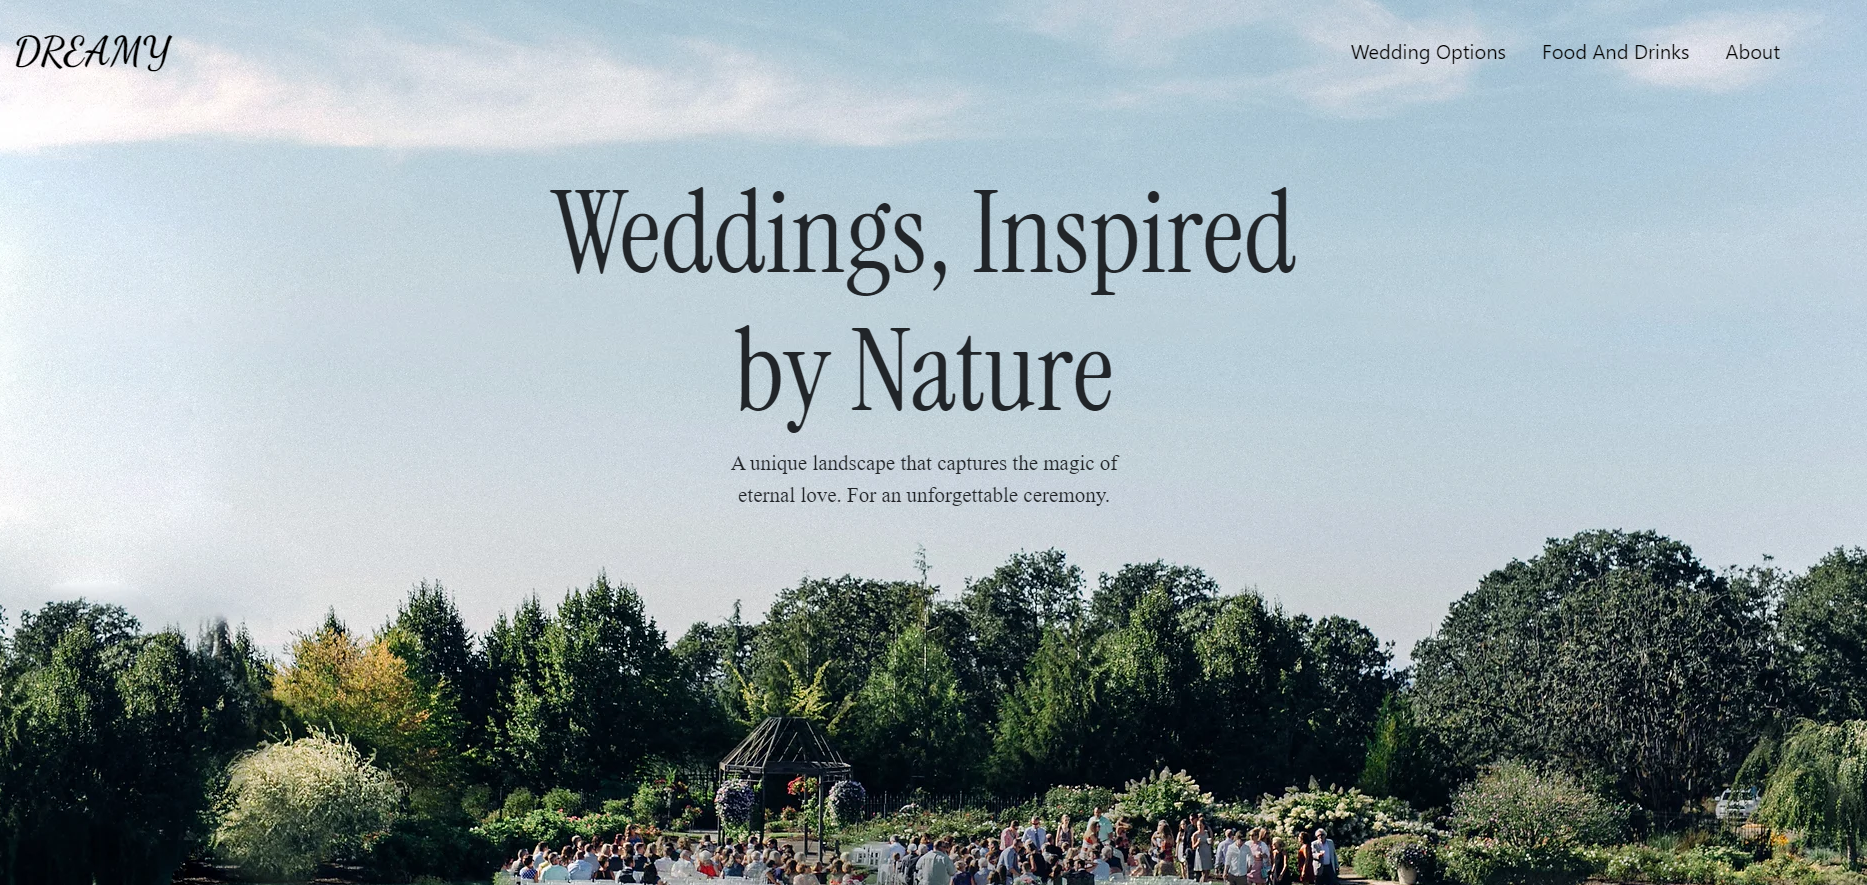 DREAMY
Wedding Options
Food And Drinks
About
Weddings, Inspired
by Nature
A unique landscape that captures the magic of
eternal love. For an unforgettable ceremony.